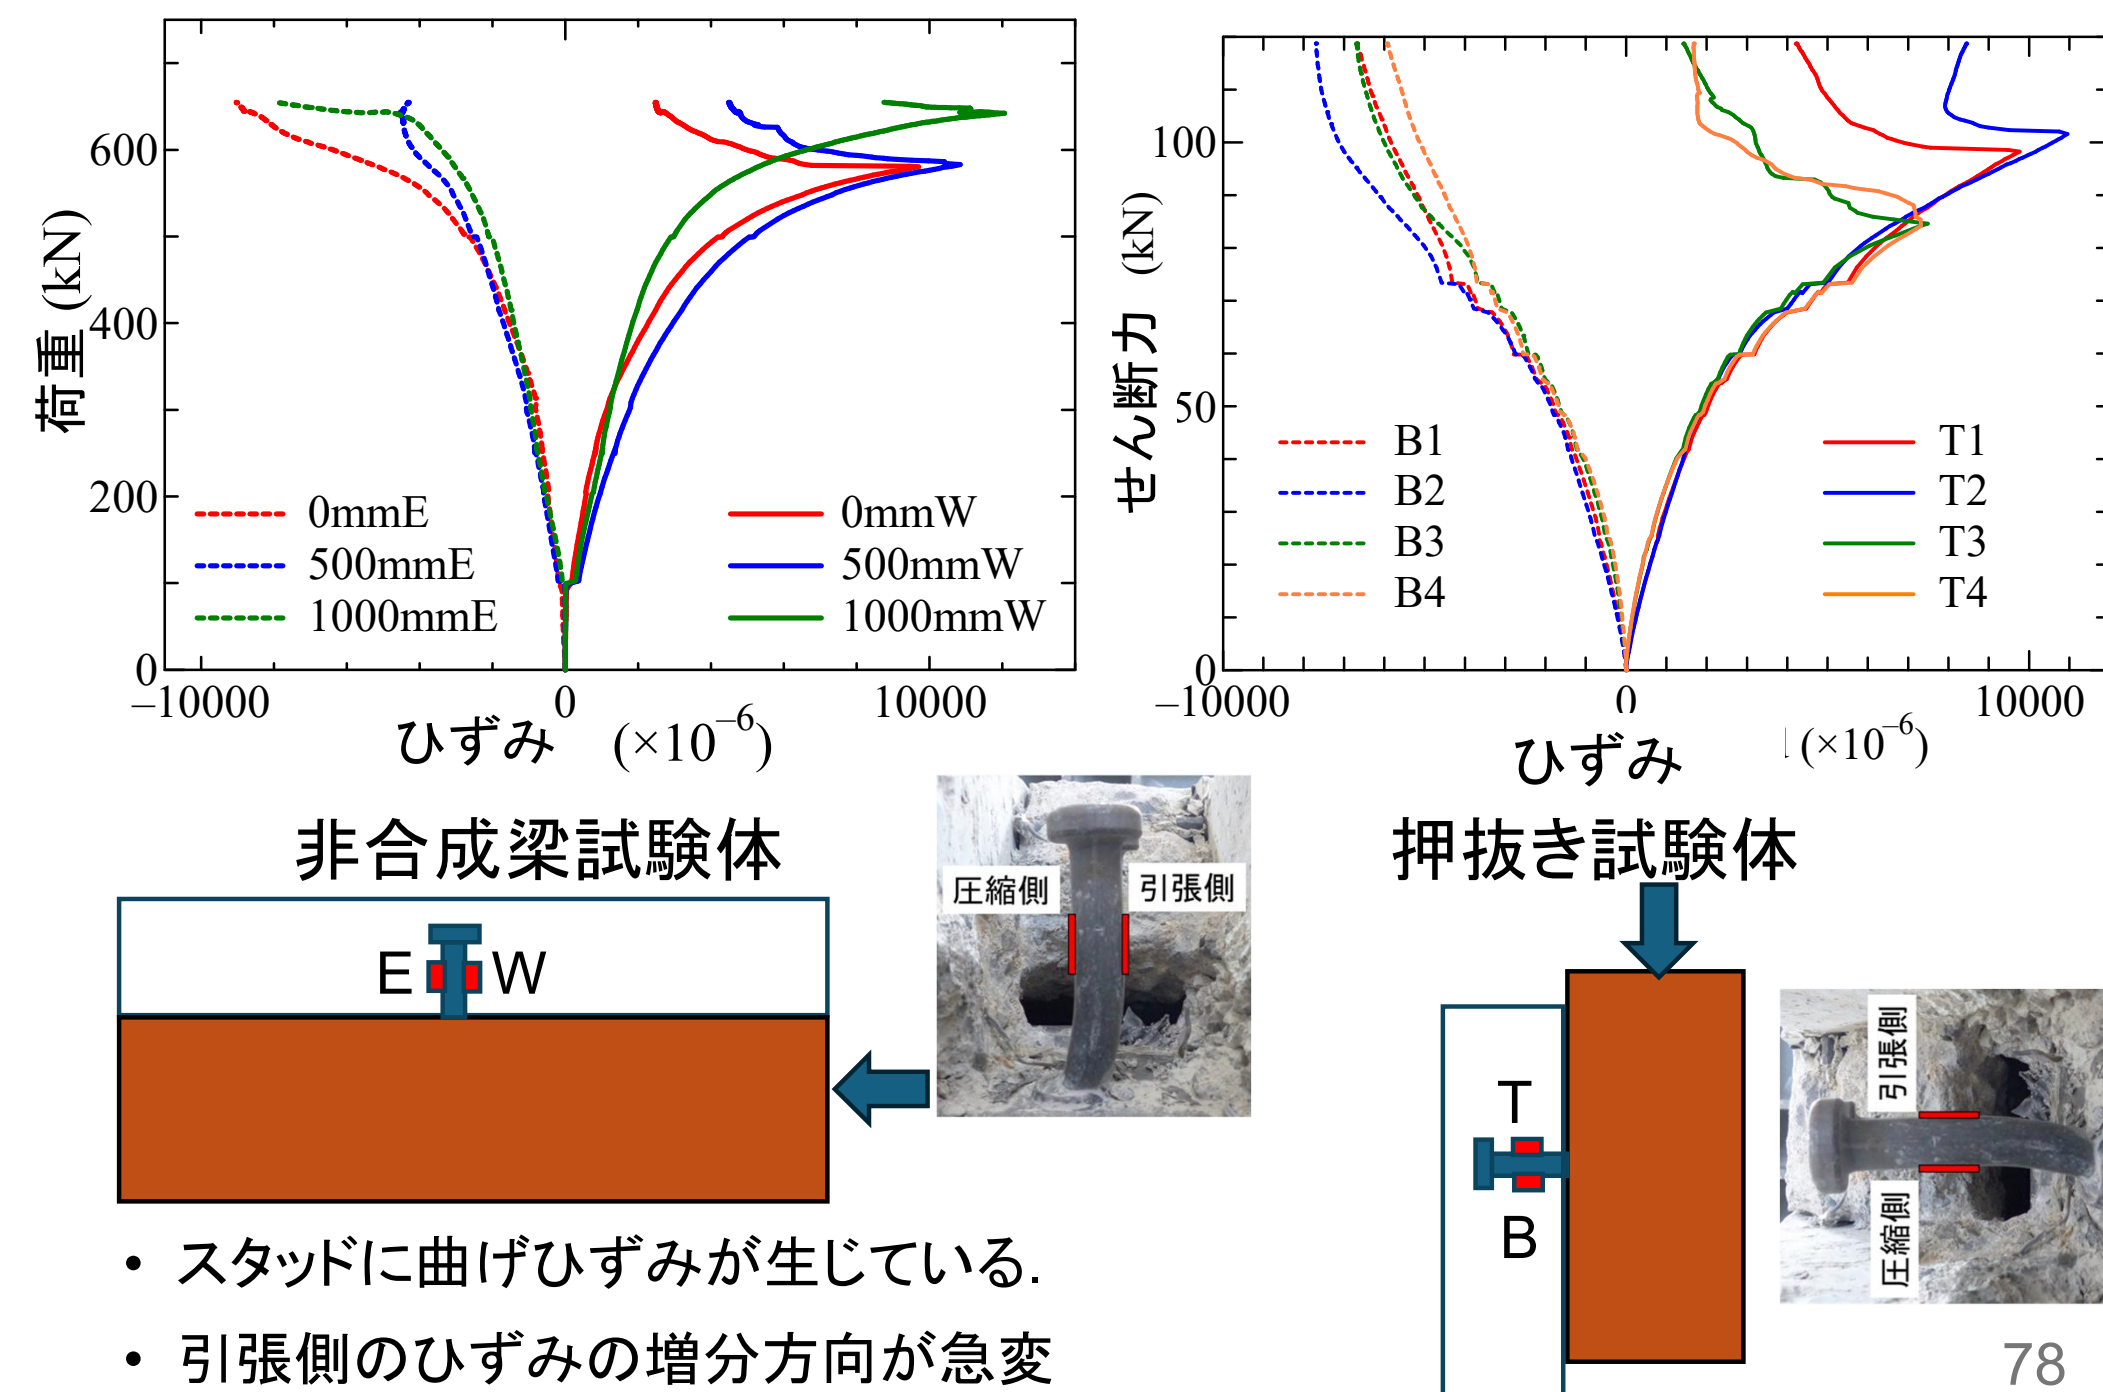 600
400
200
0
−10000
0
10000
荷重 (kN)
ひずみ (×10⁻⁶)
0mmE
500mmE
1000mmE
0mmW
500mmW
1000mmW
100
50
0
−10000
0
10000
せん断力 (kN)
ひずみ (×10⁻⁶)
B1
B2
B3
B4
T1
T2
T3
T4
非合成梁試験体
圧縮側
引張側
E
W
押抜き試験体
T
B
引張側
圧縮側
• スタッドに曲げひずみが生じている.
• 引張側のひずみの増分方向が急変
78